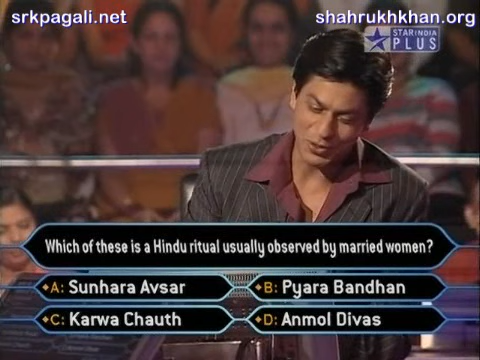 srkpagali.net
shahrukhkhan.org
STAR INDIA
PLUS
Which of these is a Hindu ritual usually observed by married women?
A: Sunhara Avsar
B: Pyara Bandhan
C: Karwa Chauth
D: Anmol Divas